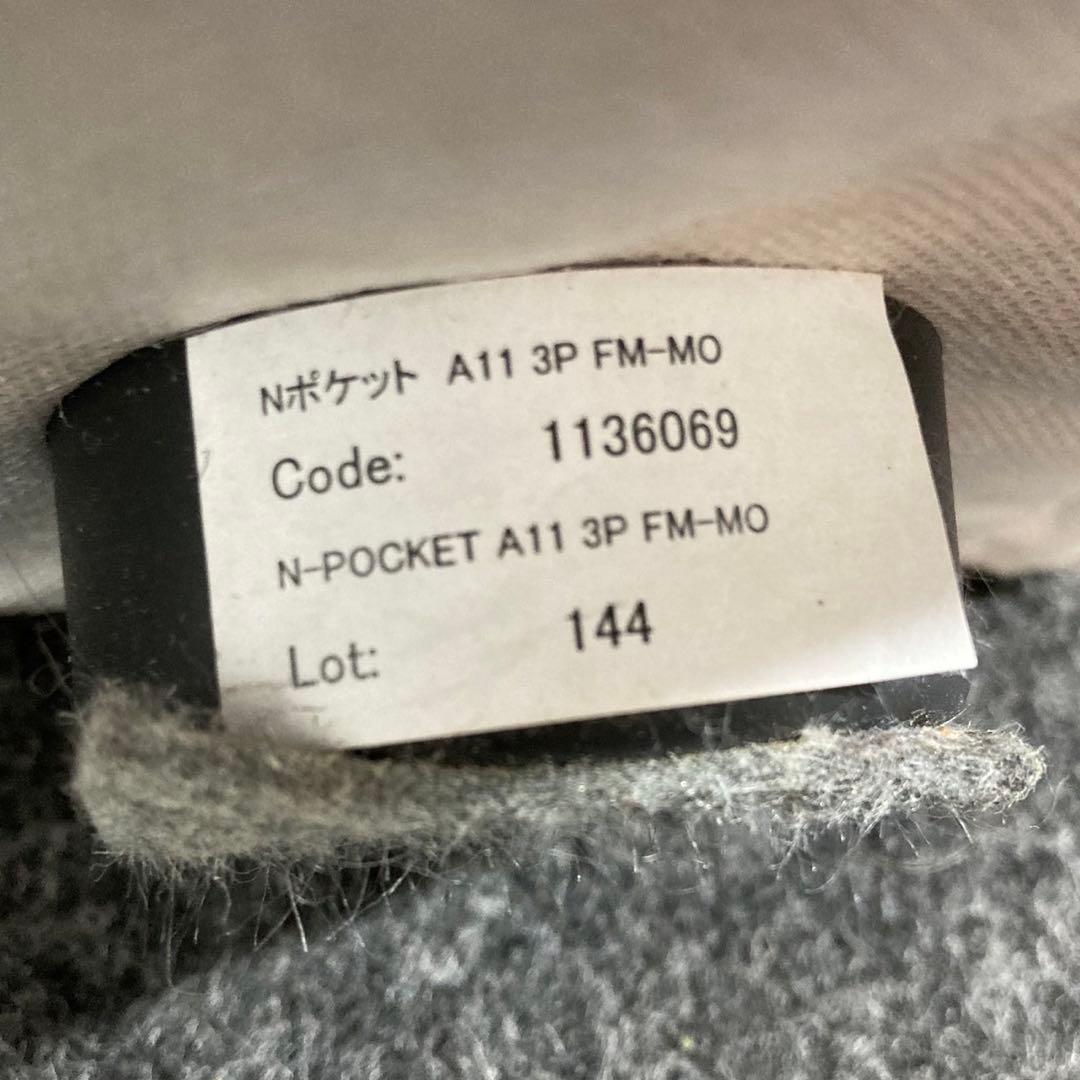 Nポケット A11 3P FM-MO
Code: 1136069
N-POCKET A11 3P FM-MO
Lot: 144